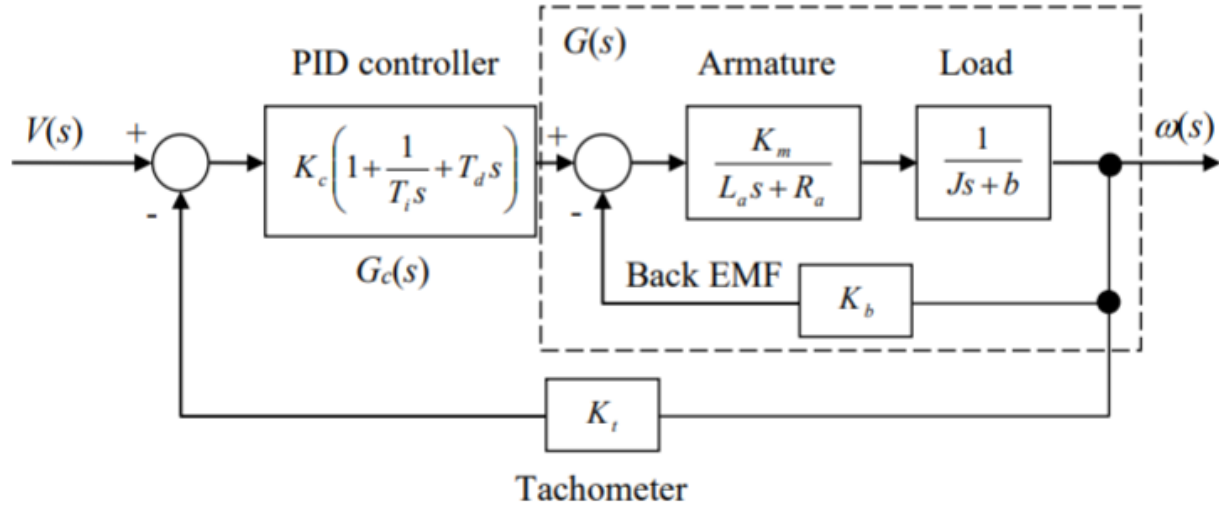 G(s)
PID controller
Armature
Load
V(s)
+
K_c(1 + 1/(T_i s) + T_d s)
+
K_m/(L_a s + R_a)
1/(Js + b)
ω(s)
-
-
G_c(s)
Back EMF
K_b
K_t
Tachometer